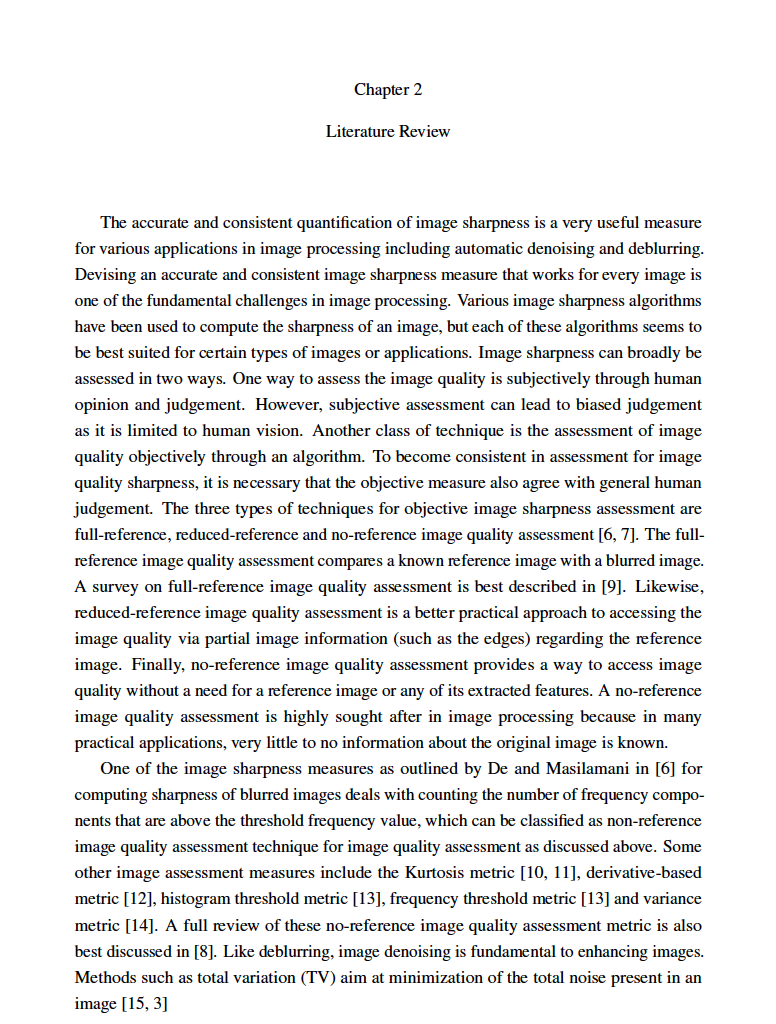 Chapter 2
Literature Review
The accurate and consistent quantification of image sharpness is a very useful measure
for various applications in image processing including automatic denoising and deblurring.
Devising an accurate and consistent image sharpness measure that works for every image is
one of the fundamental challenges in image processing. Various image sharpness algorithms
have been used to compute the sharpness of an image, but each of these algorithms seems to
be best suited for certain types of images or applications. Image sharpness can broadly be
assessed in two ways. One way to assess the image quality is subjectively through human
opinion and judgement. However, subjective assessment can lead to biased judgement
as it is limited to human vision. Another class of technique is the assessment of image
quality objectively through an algorithm. To become consistent in assessment for image
quality sharpness, it is necessary that the objective measure also agree with general human
judgement. The three types of techniques for objective image sharpness assessment are
full-reference, reduced-reference and no-reference image quality assessment [6, 7]. The full-
reference image quality assessment compares a known reference image with a blurred image.
A survey on full-reference image quality assessment is best described in [9]. Likewise,
reduced-reference image quality assessment is a better practical approach to accessing the
image quality via partial image information (such as the edges) regarding the reference
image. Finally, no-reference image quality assessment provides a way to access image
quality without a need for a reference image or any of its extracted features. A no-reference
image quality assessment is highly sought after in image processing because in many
practical applications, very little to no information about the original image is known.
One of the image sharpness measures as outlined by De and Masilamani in [6] for
computing sharpness of blurred images deals with counting the number of frequency compo-
nents that are above the threshold frequency value, which can be classified as non-reference
image quality assessment technique for image quality assessment as discussed above. Some
other image assessment measures include the Kurtosis metric [10, 11], derivative-based
metric [12], histogram threshold metric [13], frequency threshold metric [13] and variance
metric [14]. A full review of these no-reference image quality assessment metric is also
best discussed in [8]. Like deblurring, image denoising is fundamental to enhancing images.
Methods such as total variation (TV) aim at minimization of the total noise present in an
image [15, 3]